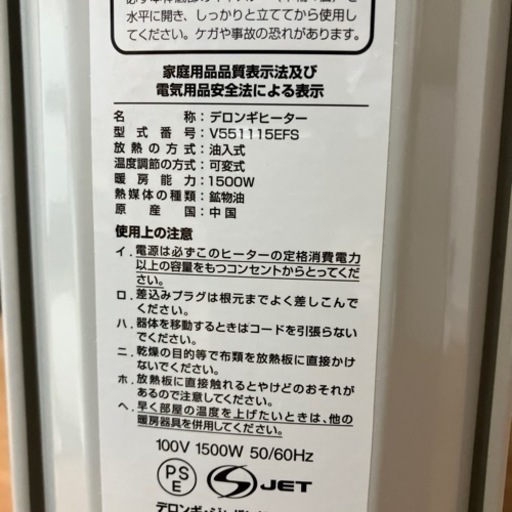 水平に開き、しっかりと立ててから使用し
てください。ケガや事故の恐れがあります。
家庭用品品質表示法及び
電気用品安全法による表示
名称：デロンギヒーター
型式番号：V551115EFS
放熱の方式：油入式
温度調節の方式：可変式
暖房能力：1500W
熱媒体の種類：鉱物油
原産国：中国
使用上の注意
イ．電源は必ずこのヒーターの定格消費電力
以上の容量をもつコンセントからとってくだ
さい。
ロ．差込みプラグは根元までよく差しこんで
ください。
ハ．器体を移動するときはコードを引張らない
でください。
ニ．乾燥の目的等で布類を放熱板に直接かけ
ないでください。
ホ．放熱板に直接触れるとやけどのおそれが
あるので注意してください。
ヘ．早く部屋の温度を上げたいときは、他の
暖房器具を併用してください。
100V 1500W 50/60Hz
PS
E
JET
デロンギ・ジャパン